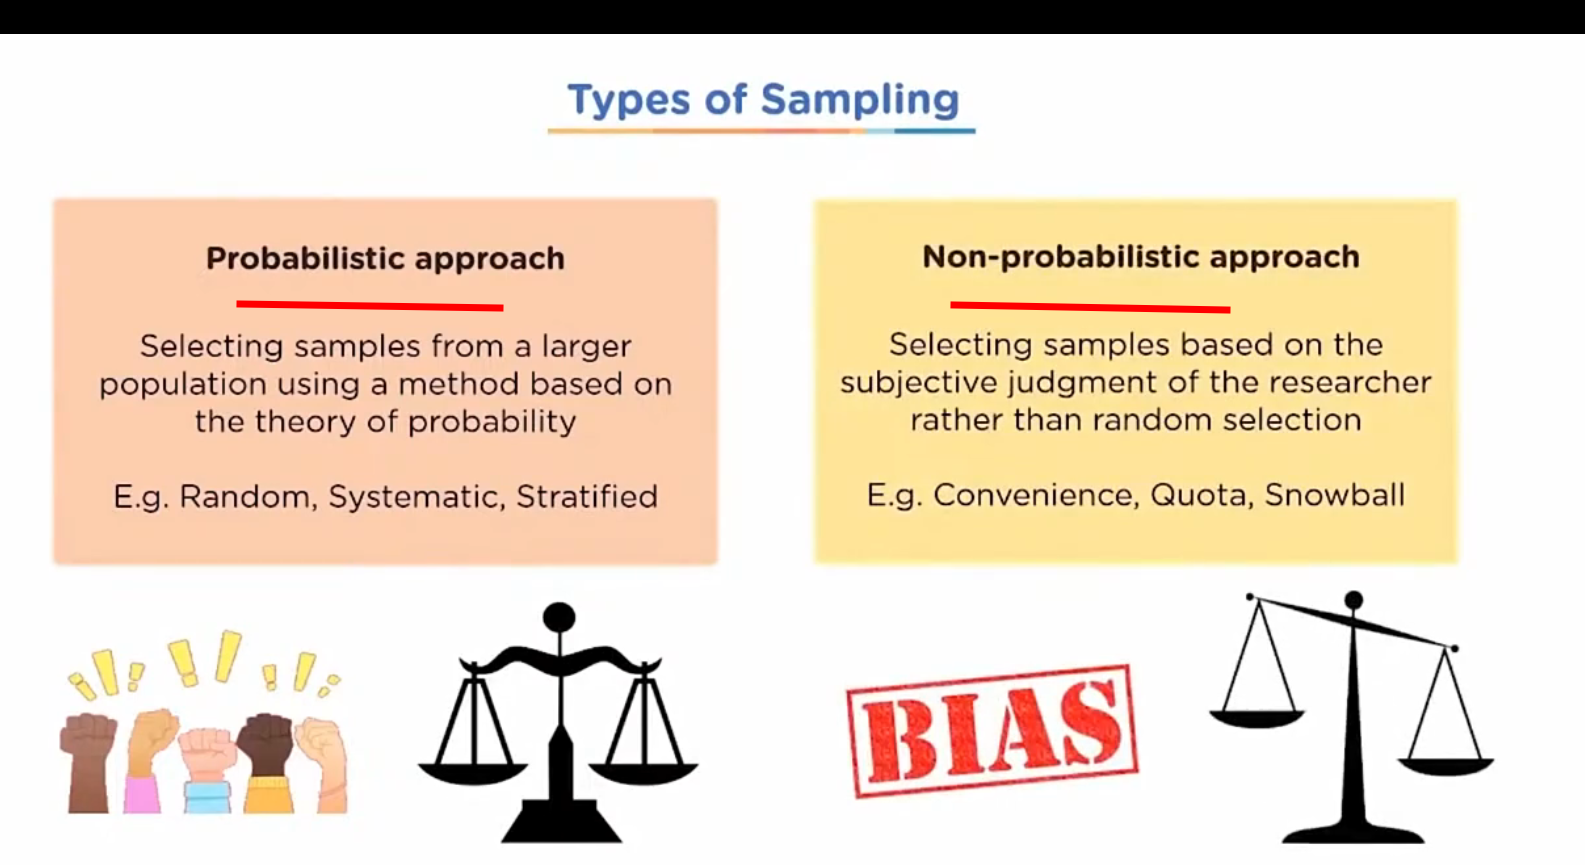 Types of Sampling
Probabilistic approach
Selecting samples from a larger
population using a method based on
the theory of probability
E.g. Random, Systematic, Stratified
Non-probabilistic approach
Selecting samples based on the
subjective judgment of the researcher
rather than random selection
E.g. Convenience, Quota, Snowball
BIAS